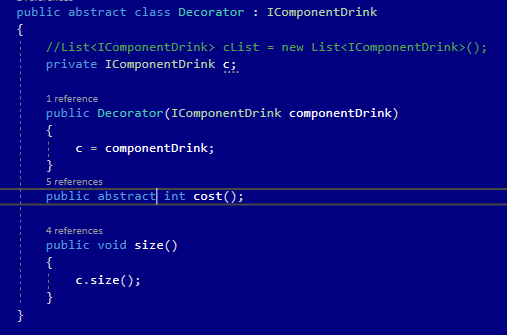 public abstract class Decorator : IComponentDrink
{
//List<IComponentDrink> cList = new List<IComponentDrink>();
private IComponentDrink c;
1 reference
public Decorator(IComponentDrink componentDrink)
{
c = componentDrink;
}
5 references
public abstract int cost();
4 references
public void size()
{
c.size();
}
}